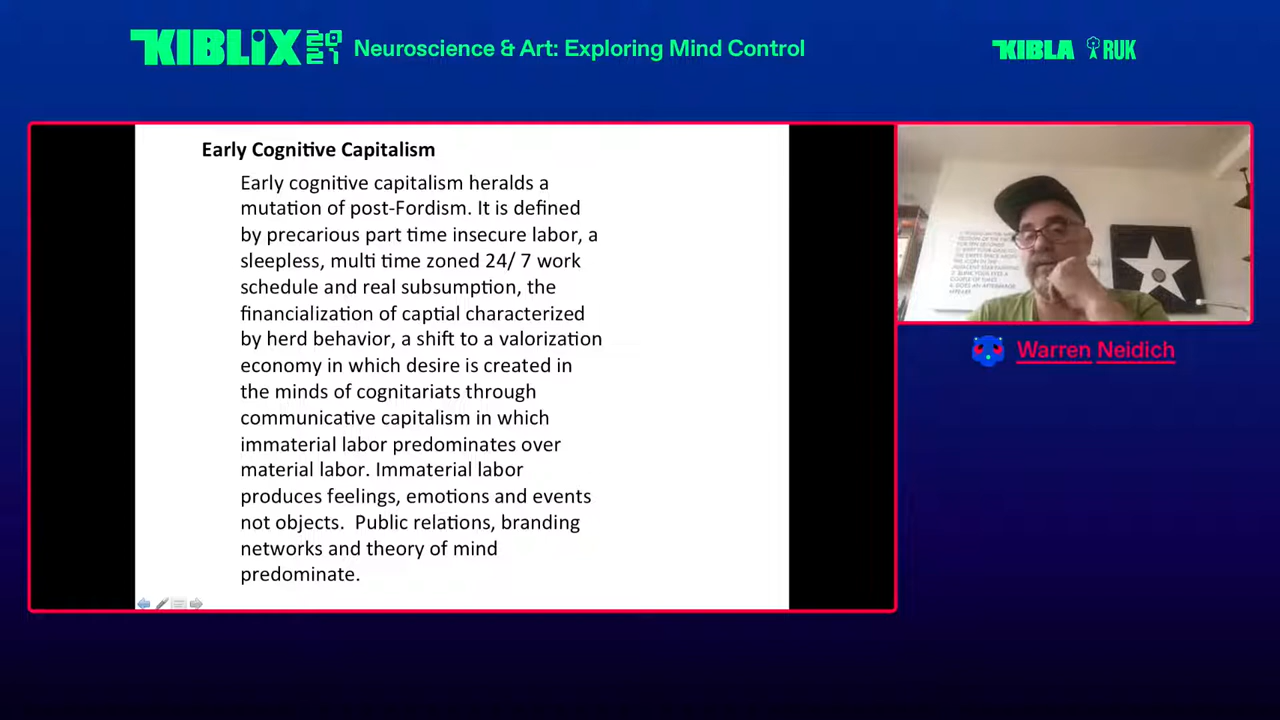 KIBLIX 2021
Neuroscience & Art: Exploring Mind Control
KIBLA RUK
Early Cognitive Capitalism
Early cognitive capitalism heralds a
mutation of post-Fordism. It is defined
by precarious part time insecure labor, a
sleepless, multi time zoned 24/ 7 work
schedule and real subsumption, the
financialization of captial characterized
by herd behavior, a shift to a valorization
economy in which desire is created in
the minds of cognitariats through
communicative capitalism in which
immaterial labor predominates over
material labor. Immaterial labor
produces feelings, emotions and events
not objects.  Public relations, branding
networks and theory of mind
predominate.
Warren Neidich